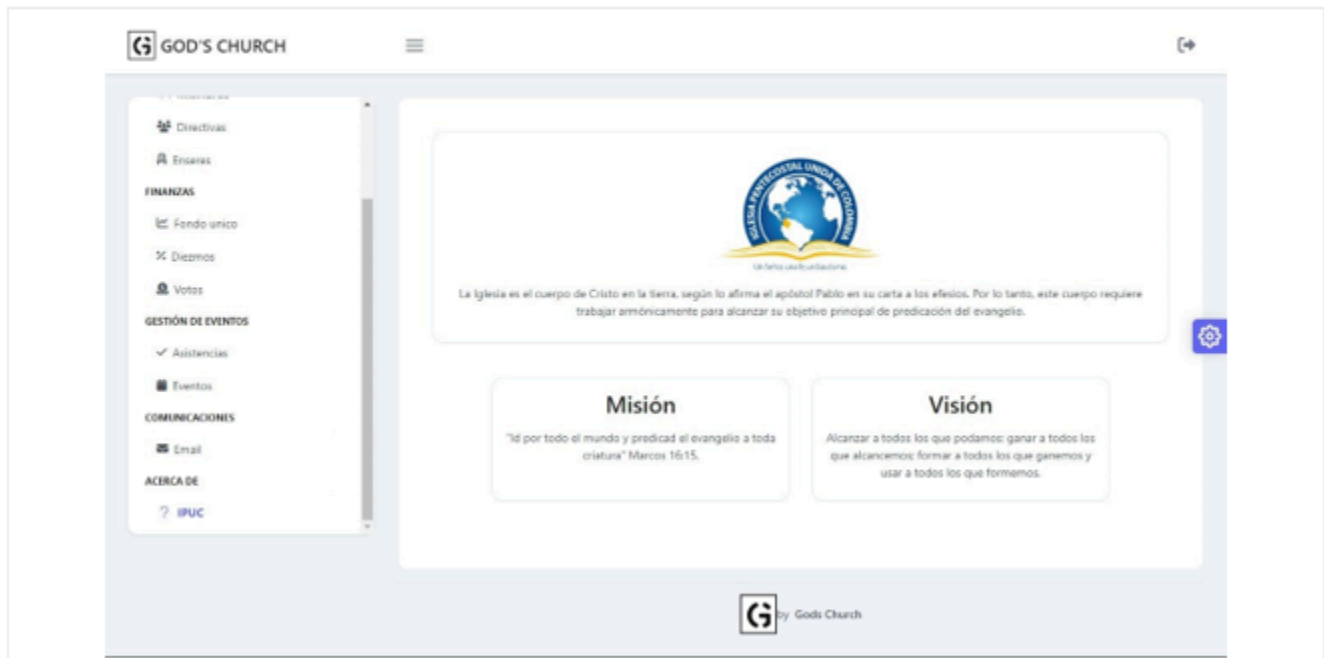 GOD'S CHURCH
Directivas
Enseres
FINANZAS
Fondo unico
Diezmos
Votos
GESTIÓN DE EVENTOS
Asistencias
Eventos
COMUNICACIONES
Email
ACERCA DE
IPUC
IGLESIA PENTECOSTAL UNIDA DE COLOMBIA
La Iglesia es el cuerpo de Cristo en la tierra, según lo afirma el apóstol Pablo en su carta a los efesios. Por lo tanto, este cuerpo requiere
trabajar armónicamente para alcanzar su objetivo principal de predicación del evangelio.
Misión
"Id por todo el mundo y predicad el evangelio a toda
criatura" Marcos 16:15.
Visión
Alcanzar a todos los que podamos; ganar a todos los
que alcancemos; formar a todos los que ganemos y
usar a todos los que formemos.
by Gods Church